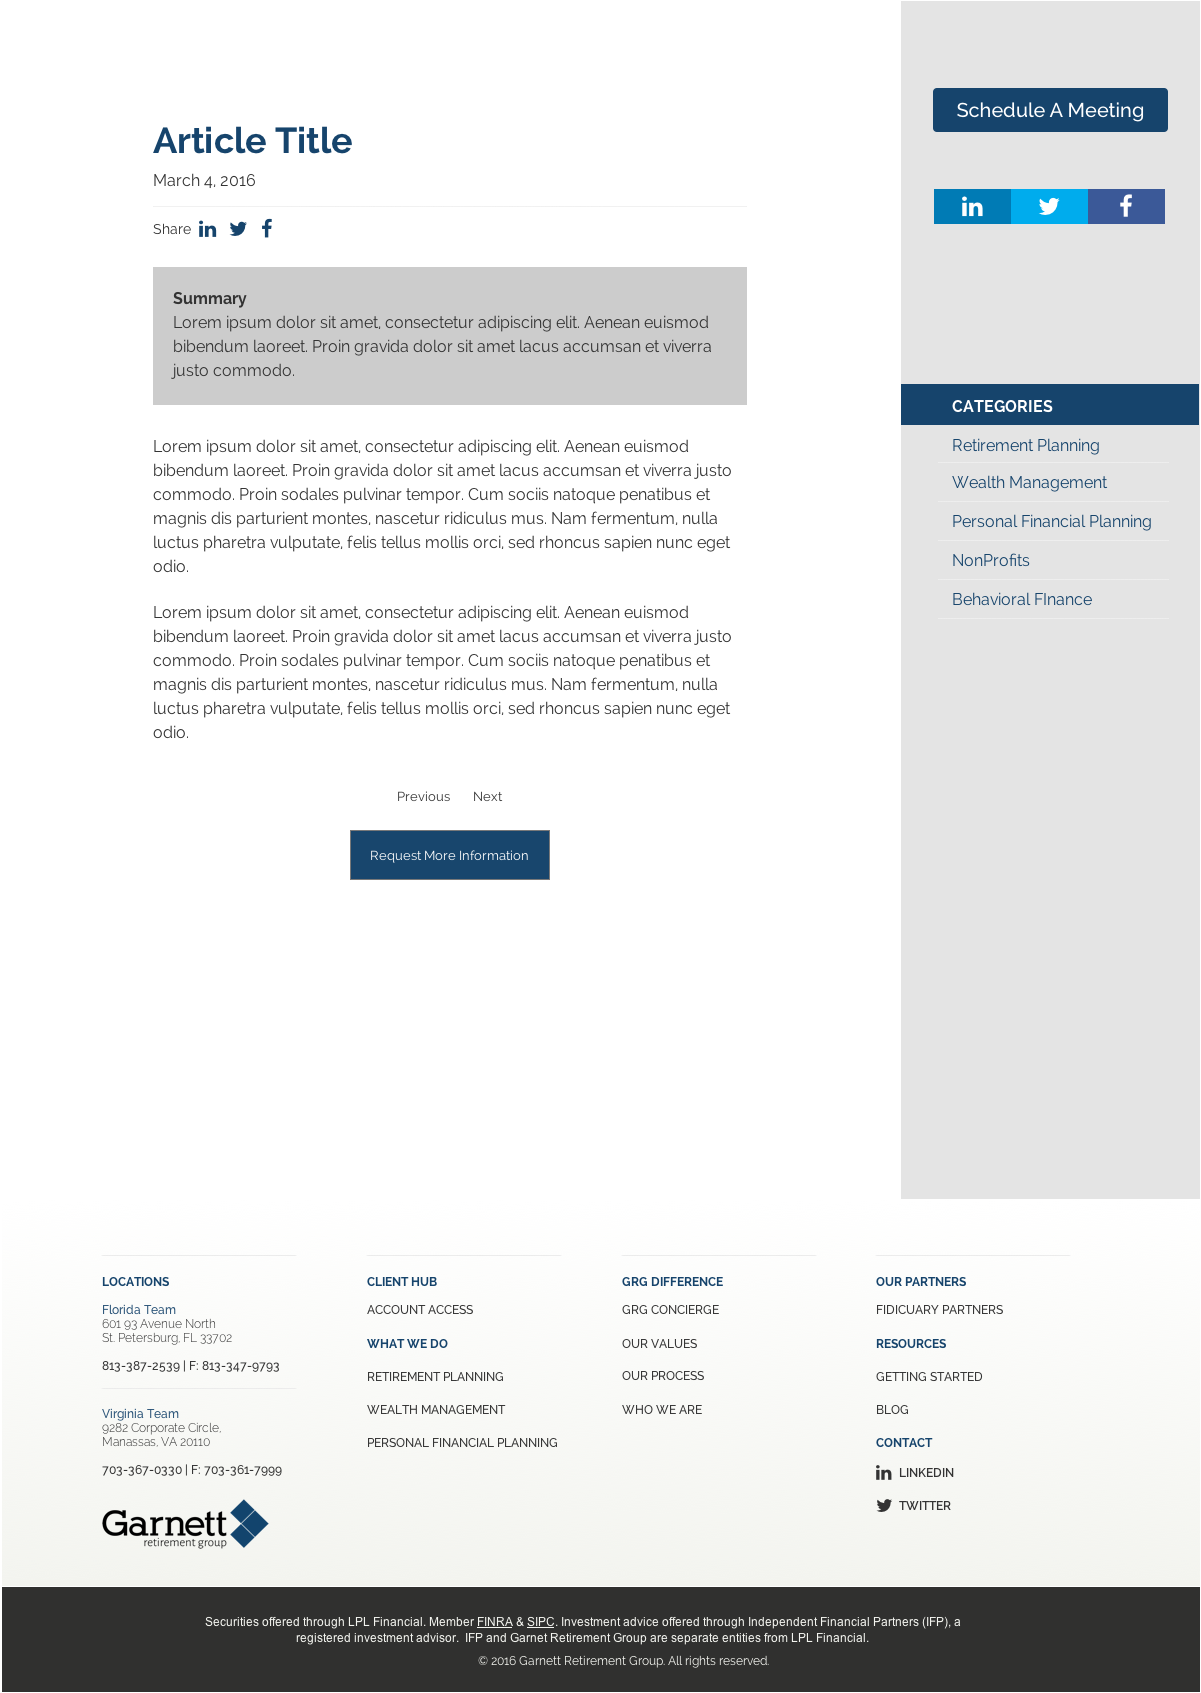 Article Title
March 4, 2016
Share
Summary
Lorem ipsum dolor sit amet, consectetur adipiscing elit. Aenean euismod
bibendum laoreet. Proin gravida dolor sit amet lacus accumsan et viverra
justo commodo.
Lorem ipsum dolor sit amet, consectetur adipiscing elit. Aenean euismod
bibendum laoreet. Proin gravida dolor sit amet lacus accumsan et viverra justo
commodo. Proin sodales pulvinar tempor. Cum sociis natoque penatibus et
magnis dis parturient montes, nascetur ridiculus mus. Nam fermentum, nulla
luctus pharetra vulputate, felis tellus mollis orci, sed rhoncus sapien nunc eget
odio.
Lorem ipsum dolor sit amet, consectetur adipiscing elit. Aenean euismod
bibendum laoreet. Proin gravida dolor sit amet lacus accumsan et viverra justo
commodo. Proin sodales pulvinar tempor. Cum sociis natoque penatibus et
magnis dis parturient montes, nascetur ridiculus mus. Nam fermentum, nulla
luctus pharetra vulputate, felis tellus mollis orci, sed rhoncus sapien nunc eget
odio.
Previous Next
Request More Information
Schedule A Meeting
CATEGORIES
Retirement Planning
Wealth Management
Personal Financial Planning
NonProfits
Behavioral FInance
LOCATIONS
Florida Team
601 93 Avenue North
St. Petersburg, FL 33702
813-387-2539 | F: 813-347-9793
Virginia Team
9282 Corporate Circle,
Manassas, VA 20110
703-367-0330 | F: 703-361-7999
Garnett
retirement group
CLIENT HUB
ACCOUNT ACCESS
WHAT WE DO
RETIREMENT PLANNING
WEALTH MANAGEMENT
PERSONAL FINANCIAL PLANNING
GRG DIFFERENCE
GRG CONCIERGE
OUR VALUES
OUR PROCESS
WHO WE ARE
OUR PARTNERS
FIDICUARY PARTNERS
RESOURCES
GETTING STARTED
BLOG
CONTACT
LINKEDIN
TWITTER
Securities offered through LPL Financial. Member FINRA & SIPC. Investment advice offered through Independent Financial Partners (IFP), a
registered investment advisor. IFP and Garnet Retirement Group are separate entities from LPL Financial.
© 2016 Garnett Retirement Group. All rights reserved.